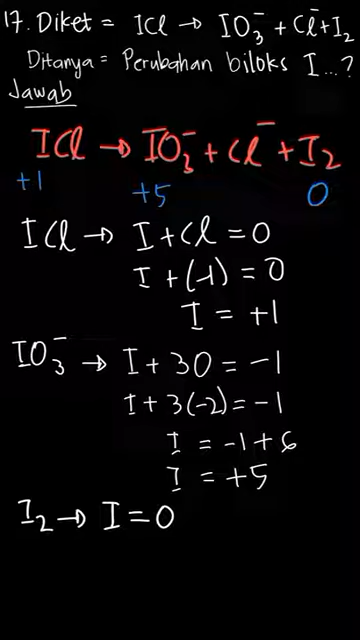 17. Diket = ICl → IO₃⁻ + Cl⁻ + I₂
Ditanya = Perubahan biloks I...?
Jawab
ICl → IO₃⁻ + Cl⁻ + I₂
+1 +5 0
ICl → I + Cl = 0
I + (-1) = 0
I = +1
IO₃⁻ → I + 3O = -1
I + 3(-2) = -1
I = -1 + 6
I = +5
I₂ → I = 0